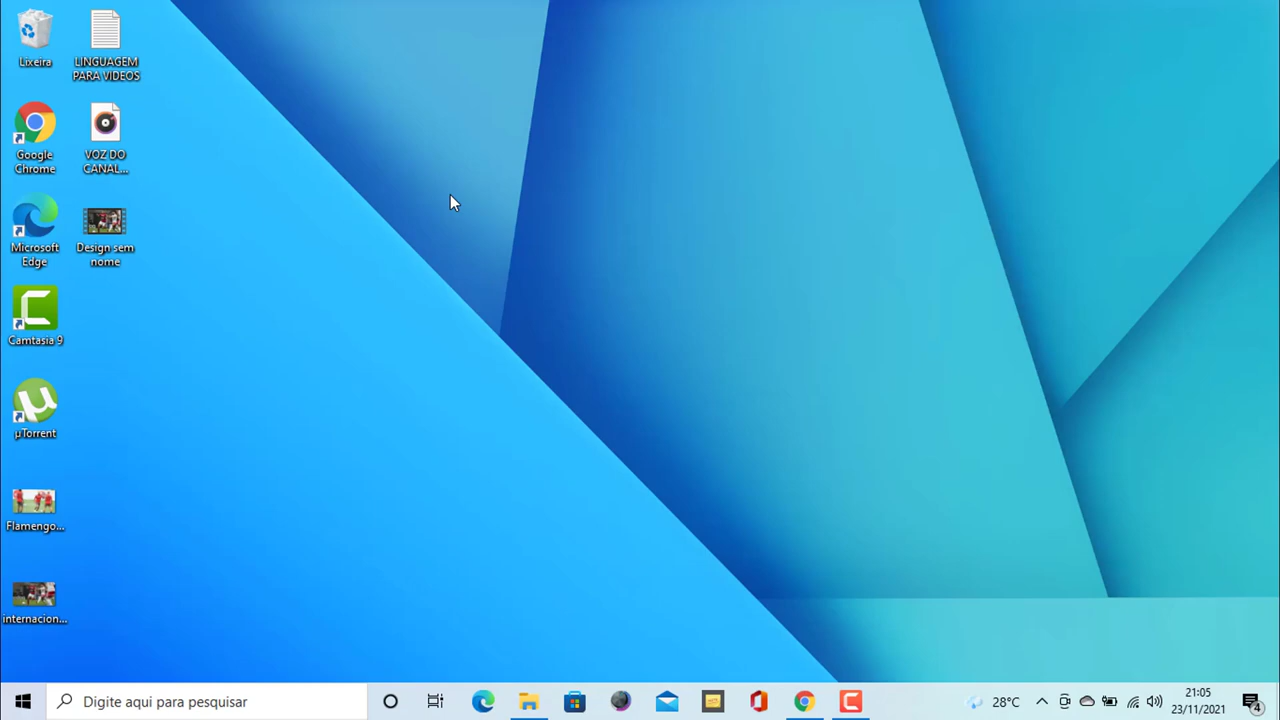 Lixeira
LINGUAGEM
PARA VIDEOS
Google
Chrome
VOZ DO
CANAL...
Microsoft
Edge
Design sem
nome
Camtasia 9
µTorrent
Flamengo...
internacion...
Digite aqui para pesquisar
28°C
21:05
23/11/2021
4